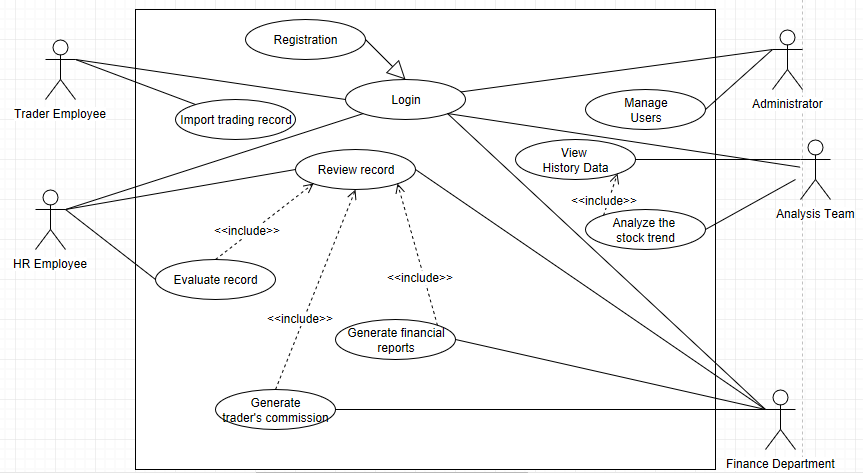 Registration
Trader Employee
Login
Administrator
Import trading record
Manage
Users
View
History Data
Review record
<<include>>
Analysis Team
Analyze the
stock trend
<<include>>
HR Employee
Evaluate record
<<include>>
<<include>>
Generate financial
reports
Generate
trader's commission
Finance Department